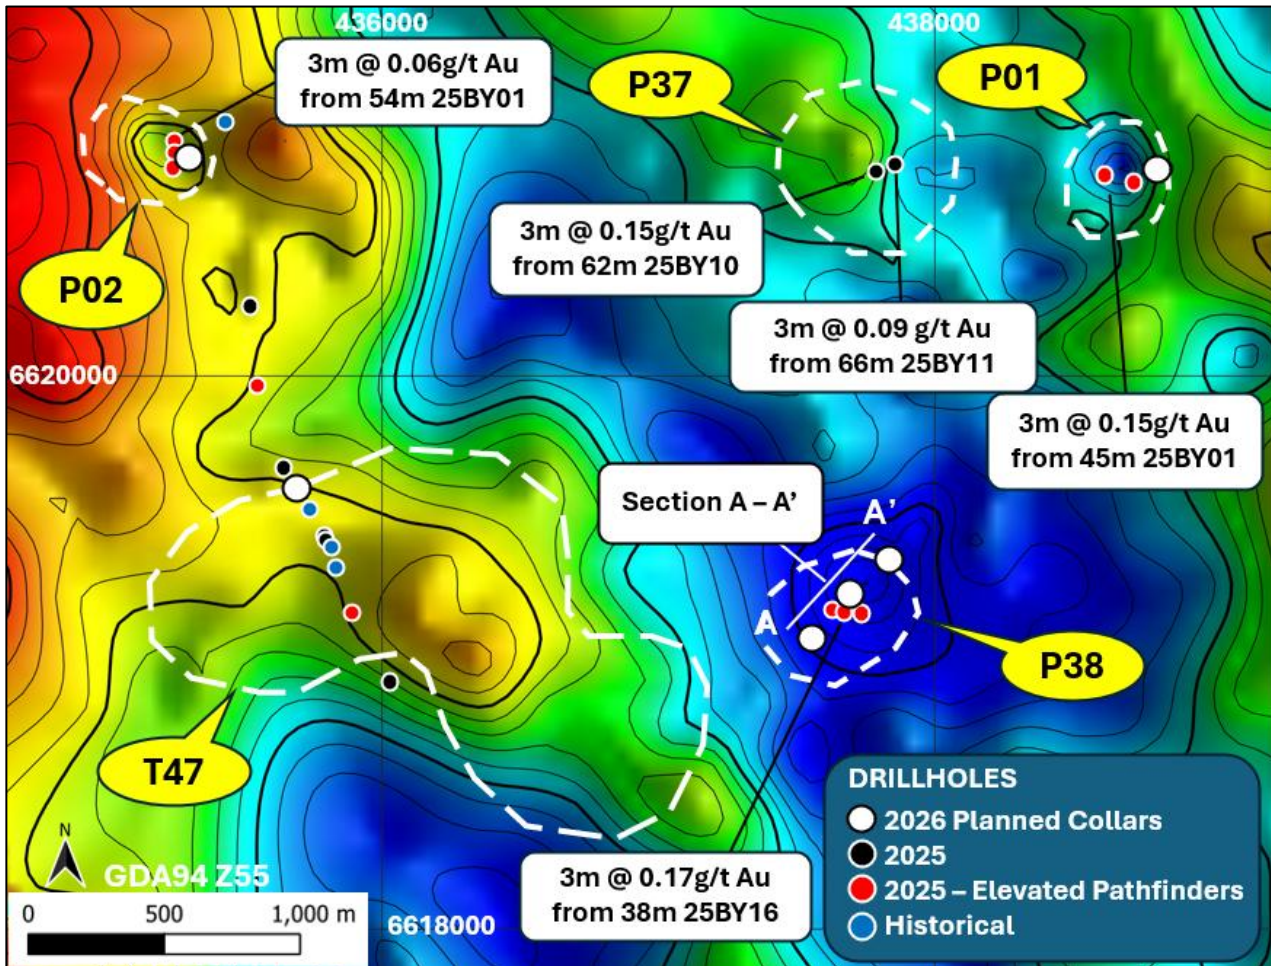 436000
438000
3m @ 0.06g/t Au
from 54m 25BY01
P37
P01
P02
3m @ 0.15g/t Au
from 62m 25BY10
3m @ 0.09 g/t Au
from 66m 25BY11
6620000
3m @ 0.15g/t Au
from 45m 25BY01
Section A – A’
A’
A
P38
T47
DRILLHOLES
2026 Planned Collars
2025
2025 – Elevated Pathfinders
Historical
N
GDA94 Z55
0 500 1,000 m
3m @ 0.17g/t Au
from 38m 25BY16
6618000